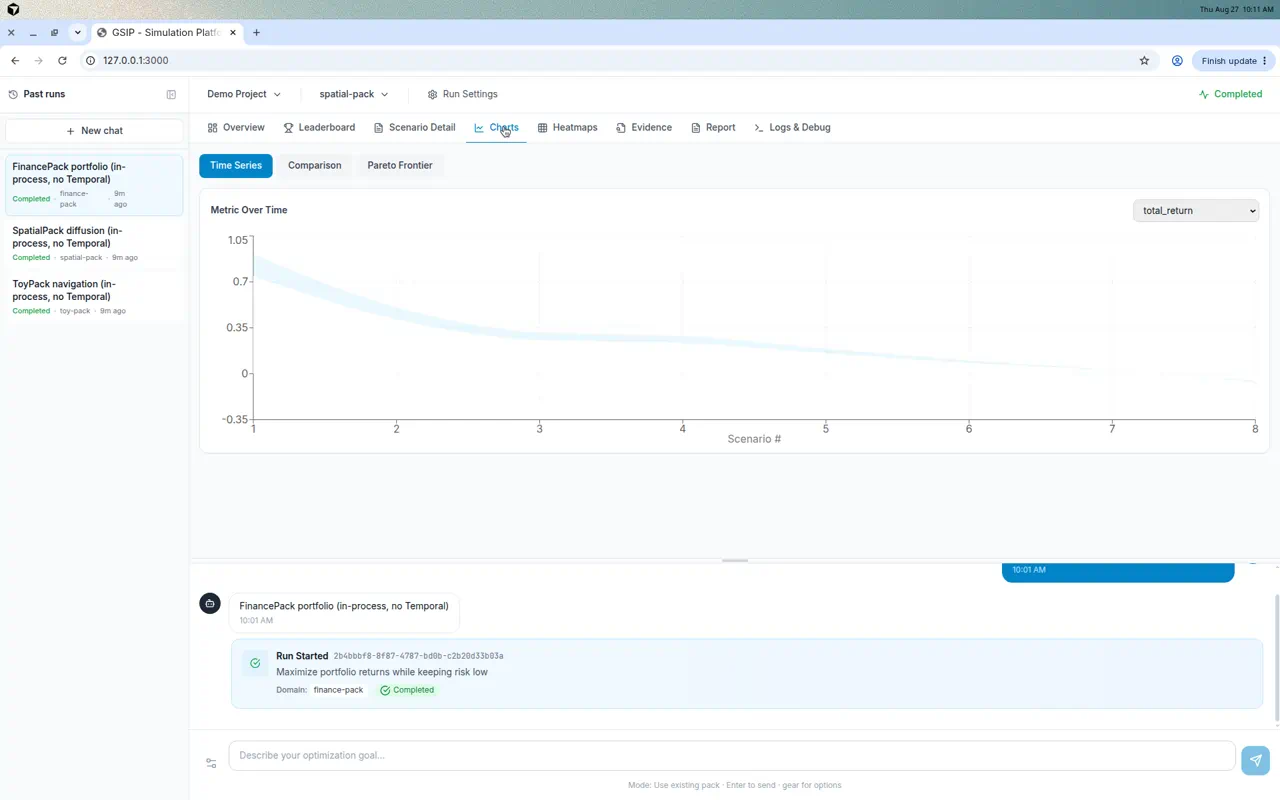 Thu Aug 27 10:11 AM
GSIP - Simulation Platfo
127.0.0.1:3000
Finish update
Past runs
Demo Project
spatial-pack
Run Settings
Completed
New chat
Overview
Leaderboard
Scenario Detail
Charts
Heatmaps
Evidence
Report
Logs & Debug
FinancePack portfolio (in-
process, no Temporal)
Completed · finance-
pack · 9m
ago
SpatialPack diffusion (in-
process, no Temporal)
Completed · spatial-pack · 9m ago
ToyPack navigation (in-
process, no Temporal)
Completed · toy-pack · 9m ago
Time Series
Comparison
Pareto Frontier
Metric Over Time
total_return
1.05
0.7
0.35
0
-0.35
1 2 3 4 5 6 7 8
Scenario #
10:01 AM
FinancePack portfolio (in-process, no Temporal)
10:01 AM
Run Started 2b4bbbf8-8f87-4787-bd0b-c2b20d33b03a
Maximize portfolio returns while keeping risk low
Domain: finance-pack Completed
Describe your optimization goal...
Mode: Use existing pack · Enter to send · gear for options